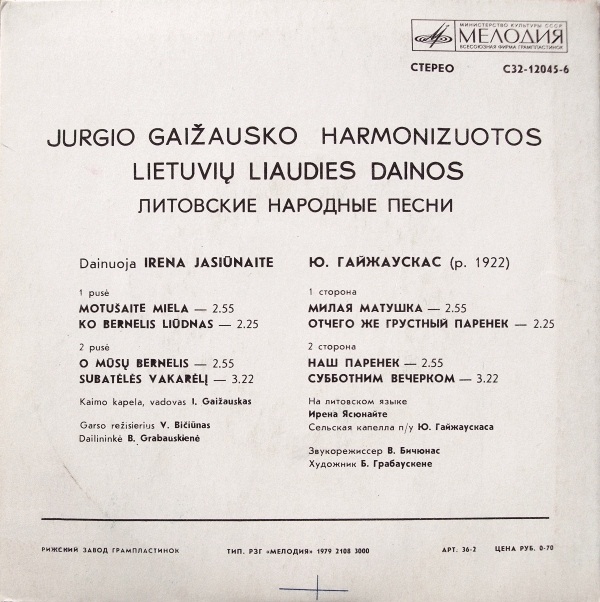 МИНИСТЕРСТВО КУЛЬТУРЫ СССР
МЕЛОДИЯ
ВСЕСОЮЗНАЯ ФИРМА ГРАМПЛАСТИНОК
СТЕРЕО С32-12045-6
JURGIO GAIŽAUSKO HARMONIZUOTOS
LIETUVIŲ LIAUDIES DAINOS
ЛИТОВСКИЕ НАРОДНЫЕ ПЕСНИ
Dainuoja IRENA JASIŪNAITE
1 pusė
MOTUŠAITE MIELA — 2.55
KO BERNELIS LIŪDNAS — 2.25
2 pusė
O MŪSŲ BERNELIS — 2.55
SUBATĖLĖS VAKARĖLĮ — 3.22
Kaimo kapela, vadovas I. Gaižauskas
Garso režisierius V. Bičiūnas
Dailininkė B. Grabauskienė
Ю. ГАЙЖАУСКАС (р. 1922)
1 сторона
МИЛАЯ МАТУШКА — 2.55
ОТЧЕГО ЖЕ ГРУСТНЫЙ ПАРЕНЕК — 2.25
2 сторона
НАШ ПАРЕНЕК — 2.55
СУББОТНИМ ВЕЧЕРКОМ — 3.22
На литовском языке
Ирена Ясюнайте
Сельская капелла п/у Ю. Гайжаускаса
Звукорежиссер В. Бичюнас
Художник Б. Грабаускене
РИЖСКИЙ ЗАВОД ГРАМПЛАСТИНОК ТИП. РЗГ «МЕЛОДИЯ» 1979 2108 3000 АРТ. 36-2 ЦЕНА РУБ. 0-70